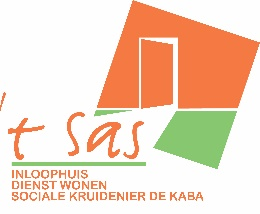 't sas
INLOOPHUIS
DIENST WONEN
SOCIALE KRUIDENIER DE KABA